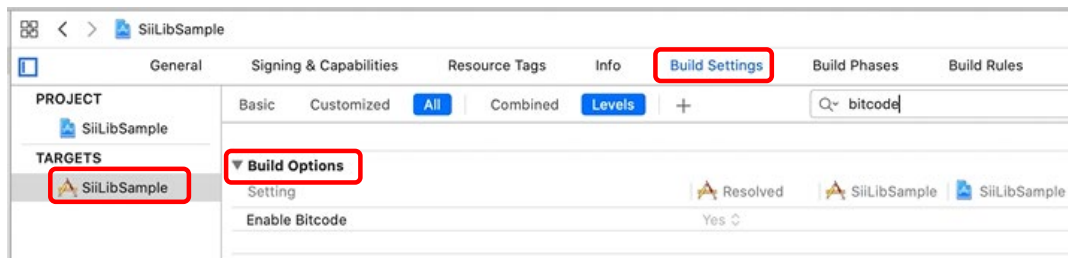 SiiLibSample
General Signing & Capabilities Resource Tags Info Build Settings Build Phases Build Rules
PROJECT
SiiLibSample
TARGETS
SiiLibSample
Basic Customized All Combined Levels + bitcode
Build Options
Setting Resolved SiiLibSample SiiLibSample
Enable Bitcode Yes